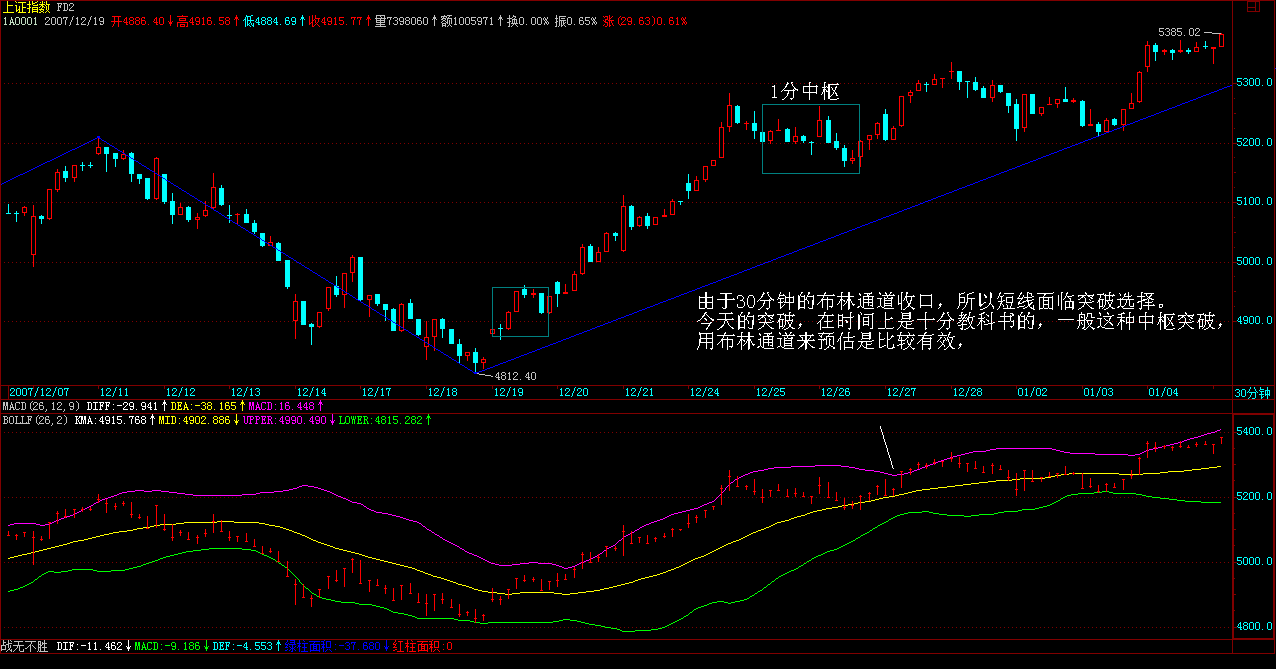 上证指数 FD2
1A0001 2007/12/19 开4888.40↓高4918.58↑低4884.69↑收4915.77↑量7398060↑额1005971↑换0.00% 振0.65% 涨(29.83)0.61%
5385.02
1分中枢
5300.0
5200.0
5100.0
5000.0
4900.0
由于30分钟的布林通道收口，所以短线面临突破选择。
今天的突破，在时间上是十分教科书的，一般这种中枢突破，
用布林通道来预估是比较有效，
4812.40
2007/12/07 12/11 12/12 12/13 12/14 12/17 12/18 12/19 12/20 12/21 12/24 12/25 12/26 12/27 12/28 01/02 01/03 01/04 30分钟
MACD(26,12,9) DIFF:-29.941↑DEA:-38.165↑MACD:16.448↑
BOLLF(26,2) KMA:4915.768↑MID:4902.886↓UPPER:4990.490↓LOWER:4815.282↑
5400.0
5200.0
5000.0
4800.0
战无不胜 DIF:-11.462↓MACD:-9.186↓DEF:-4.553↑绿柱面积:-37.660↓红柱面积:0